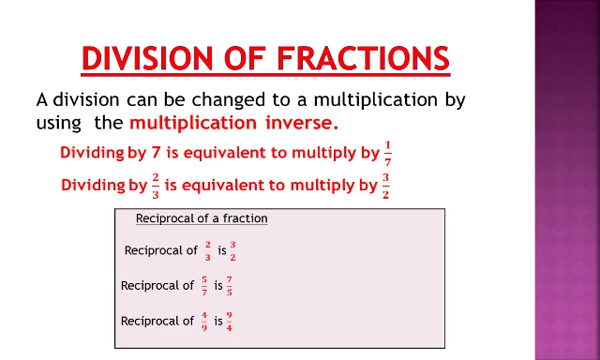 DIVISION OF FRACTIONS
A division can be changed to a multiplication by
using the multiplication inverse.
Dividing by 7 is equivalent to multiply by 1/7
Dividing by 2/3 is equivalent to multiply by 3/2
Reciprocal of a fraction
Reciprocal of 2/3 is 3/2
Reciprocal of 5/7 is 7/5
Reciprocal of 4/9 is 9/4